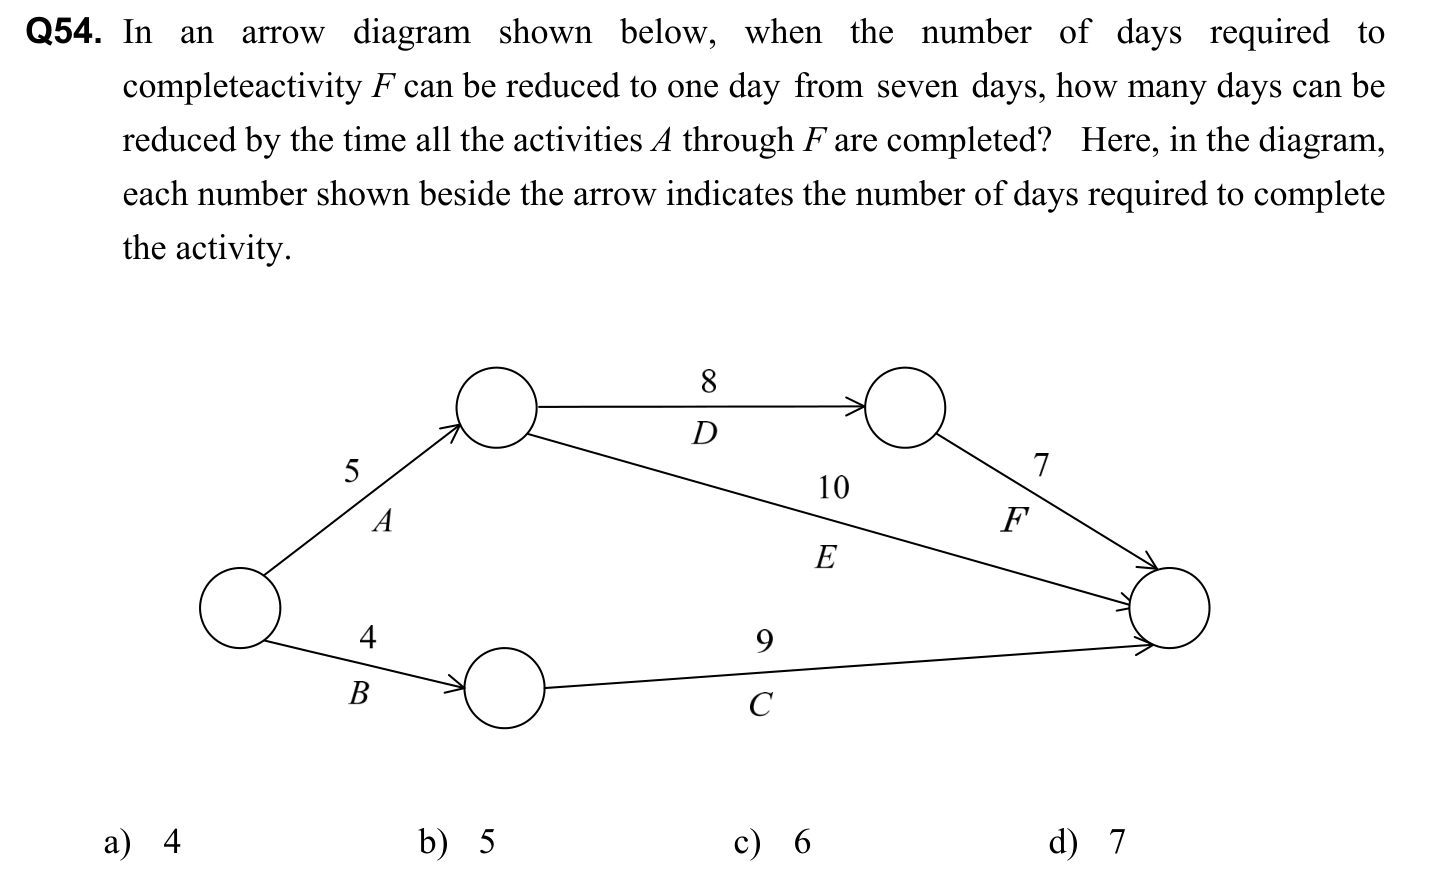 Q54. In an arrow diagram shown below, when the number of days required to
completeactivity F can be reduced to one day from seven days, how many days can be
reduced by the time all the activities A through F are completed? Here, in the diagram,
each number shown beside the arrow indicates the number of days required to complete
the activity.
8
D
5
A
7
F
10
E
4
B
9
C
a) 4 b) 5 c) 6 d) 7